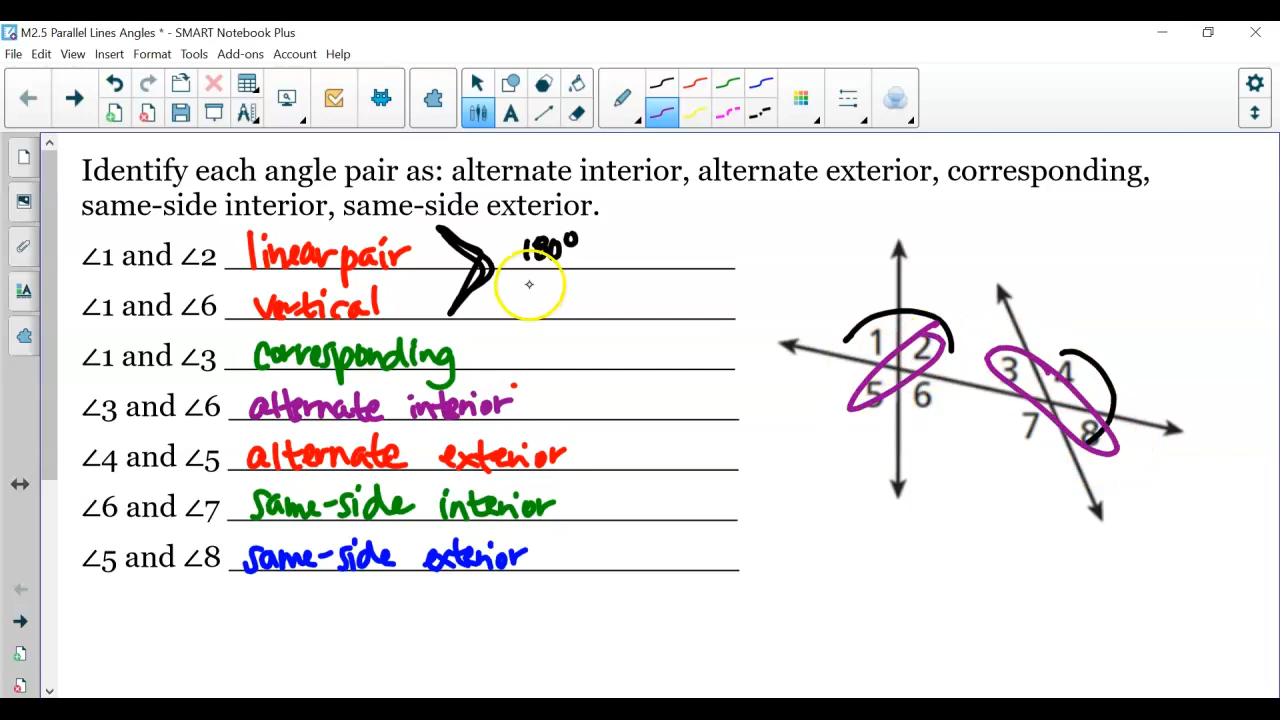 M2.5 Parallel Lines Angles * - SMART Notebook Plus
File Edit View Insert Format Tools Add-ons Account Help
Identify each angle pair as: alternate interior, alternate exterior, corresponding,
same-side interior, same-side exterior.
∠1 and ∠2 linear pair 180°
∠1 and ∠6 vertical
∠1 and ∠3 corresponding
∠3 and ∠6 alternate interior
∠4 and ∠5 alternate exterior
∠6 and ∠7 same-side interior
∠5 and ∠8 same-side exterior
1 2 3 4
5 6 7 8